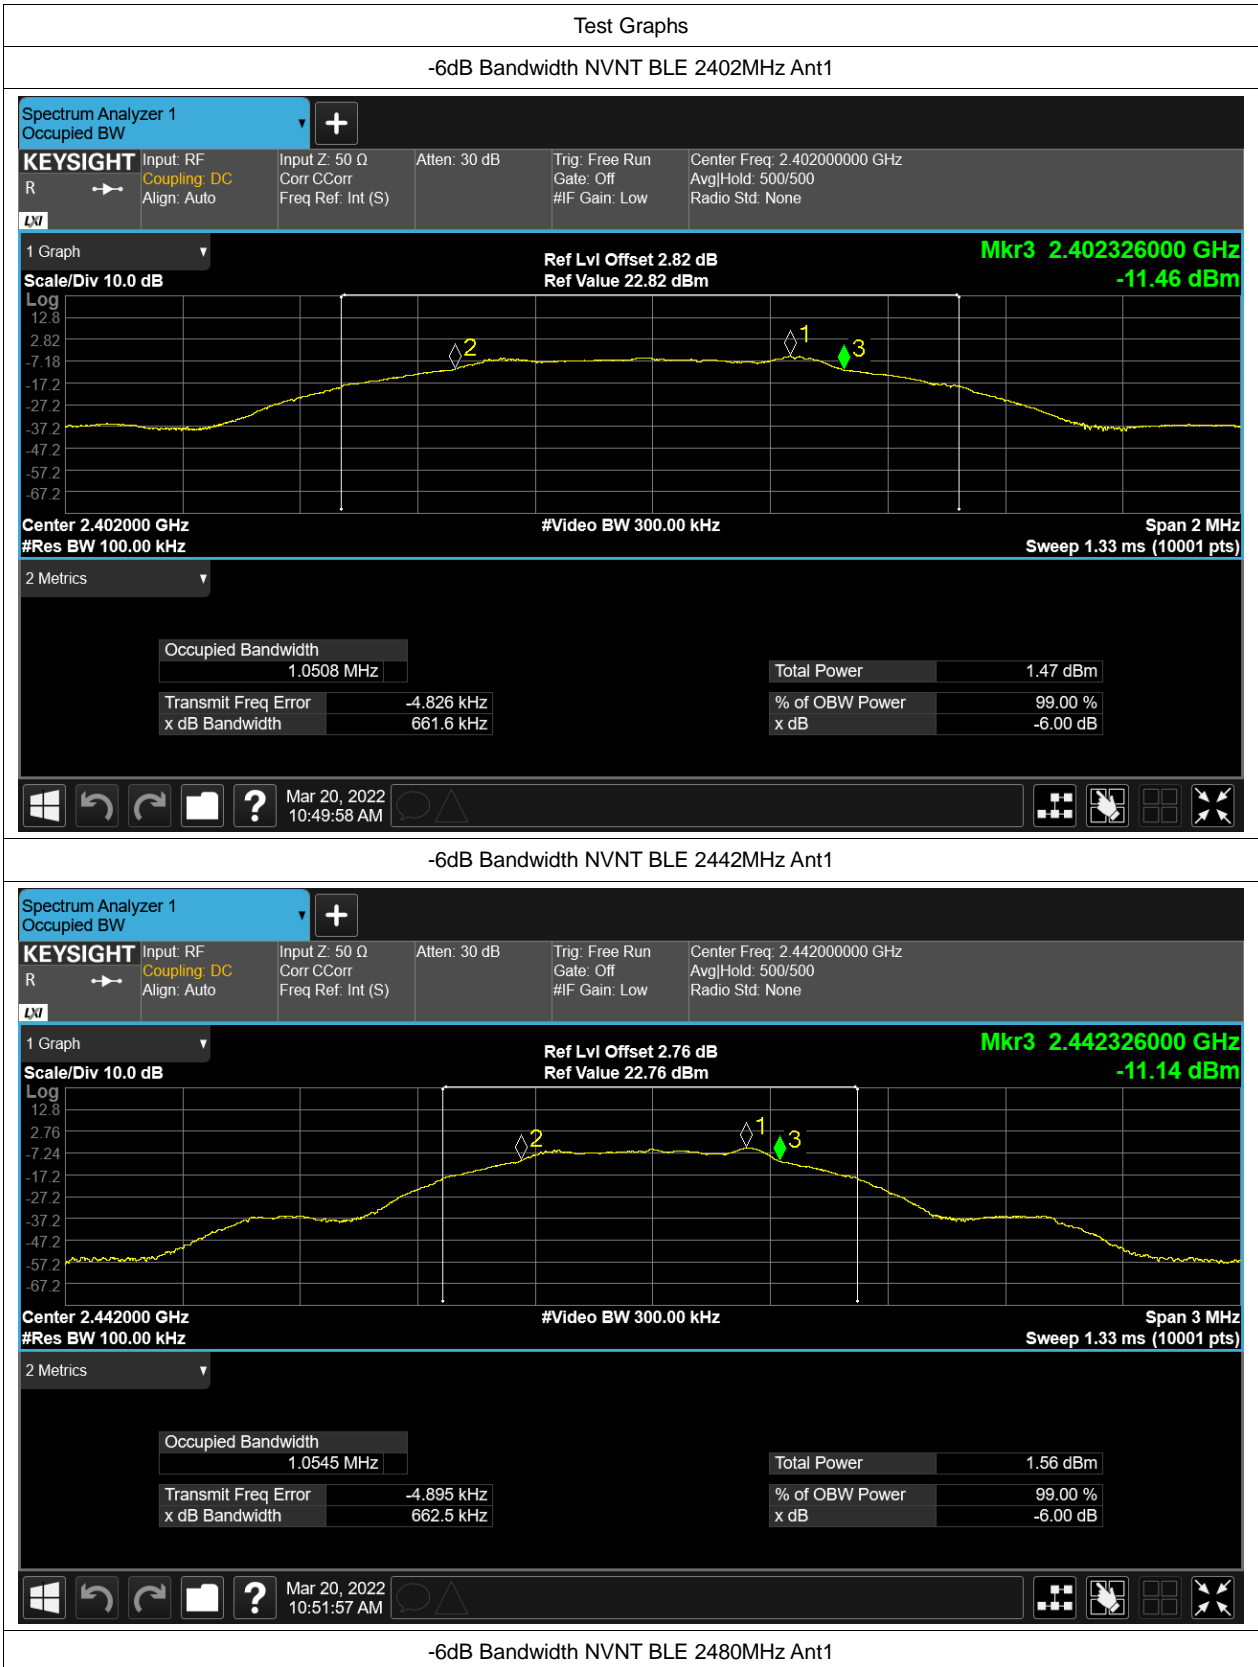 Test Graphs
-6dB Bandwidth NVNT BLE 2402MHz Ant1
Spectrum Analyzer 1
Occupied BW
KEYSIGHT Input: RF Input Z: 50 Ω Atten: 30 dB Trig: Free Run Center Freq: 2.402000000 GHz
R Coupling: DC Corr CCorr Gate: Off Avg|Hold: 500/500
Align: Auto Freq Ref: Int (S) #IF Gain: Low Radio Std: None
LXI
1 Graph Ref Lvl Offset 2.82 dB Mkr3 2.402326000 GHz
Scale/Div 10.0 dB Ref Value 22.82 dBm -11.46 dBm
Log
12.8
2.82
-7.18
-17.2
-27.2
-37.2
-47.2
-57.2
-67.2
2
1
3
Center 2.402000 GHz #Video BW 300.00 kHz Span 2 MHz
#Res BW 100.00 kHz Sweep 1.33 ms (10001 pts)
2 Metrics
Occupied Bandwidth
1.0508 MHz Total Power 1.47 dBm
Transmit Freq Error -4.826 kHz % of OBW Power 99.00 %
x dB Bandwidth 661.6 kHz x dB -6.00 dB
? Mar 20, 2022
10:49:58 AM
-6dB Bandwidth NVNT BLE 2442MHz Ant1
Spectrum Analyzer 1
Occupied BW
KEYSIGHT Input: RF Input Z: 50 Ω Atten: 30 dB Trig: Free Run Center Freq: 2.442000000 GHz
R Coupling: DC Corr CCorr Gate: Off Avg|Hold: 500/500
Align: Auto Freq Ref: Int (S) #IF Gain: Low Radio Std: None
LXI
1 Graph Ref Lvl Offset 2.76 dB Mkr3 2.442326000 GHz
Scale/Div 10.0 dB Ref Value 22.76 dBm -11.14 dBm
Log
12.8
2.76
-7.24
-17.2
-27.2
-37.2
-47.2
-57.2
-67.2
2
1
3
Center 2.442000 GHz #Video BW 300.00 kHz Span 3 MHz
#Res BW 100.00 kHz Sweep 1.33 ms (10001 pts)
2 Metrics
Occupied Bandwidth
1.0545 MHz Total Power 1.56 dBm
Transmit Freq Error -4.895 kHz % of OBW Power 99.00 %
x dB Bandwidth 662.5 kHz x dB -6.00 dB
? Mar 20, 2022
10:51:57 AM
-6dB Bandwidth NVNT BLE 2480MHz Ant1